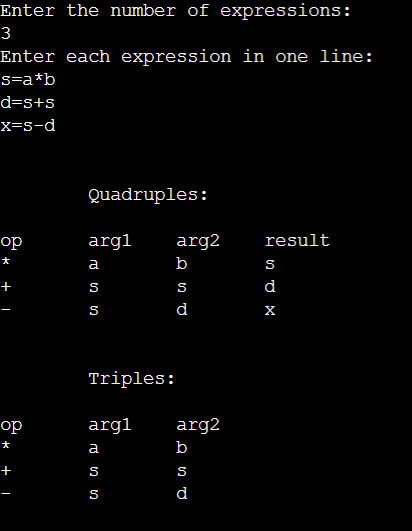 Enter the number of expressions:
3
Enter each expression in one line:
s=a*b
d=s+s
x=s-d
Quadruples:
op arg1 arg2 result
* a b s
+ s s d
- s d x
Triples:
op arg1 arg2
* a b
+ s s
- s d